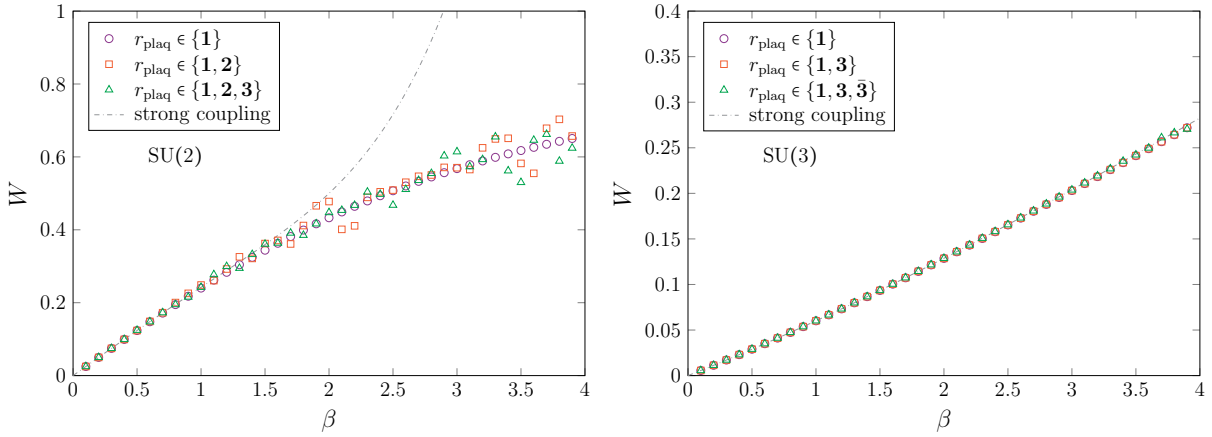 1
0.8
0.6
0.4
0.2
0
W
r_plaq ∈ {1}
r_plaq ∈ {1, 2}
r_plaq ∈ {1, 2, 3}
strong coupling
SU(2)
0 0.5 1 1.5 2 2.5 3 3.5 4
β
0.4
0.35
0.3
0.25
0.2
0.15
0.1
0.05
0
W
r_plaq ∈ {1}
r_plaq ∈ {1, 3}
r_plaq ∈ {1, 3, 3̄}
strong coupling
SU(3)
0 0.5 1 1.5 2 2.5 3 3.5 4
β